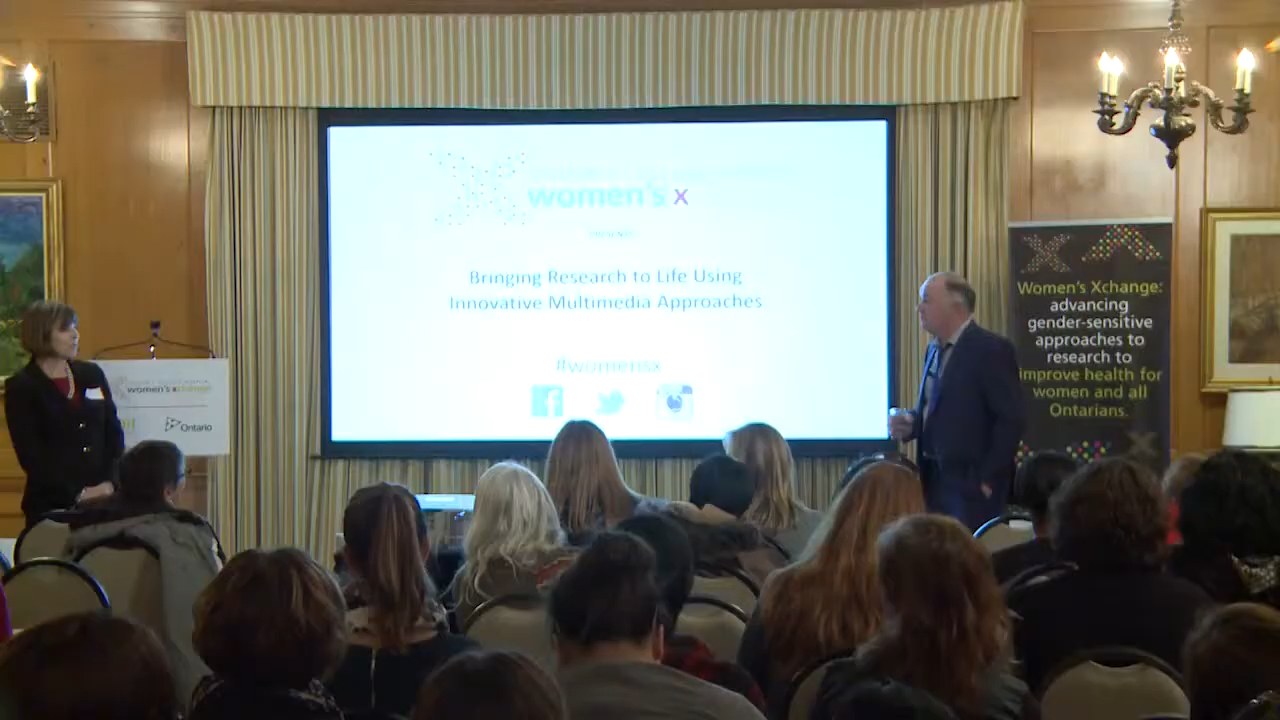 women's x
PRESENTS
Bringing Research to Life Using
Innovative Multimedia Approaches
#womensx
women's xchange
Ontario
Women's Xchange:
advancing
gender-sensitive
approaches to
research to
improve health for
women and all
Ontarians.